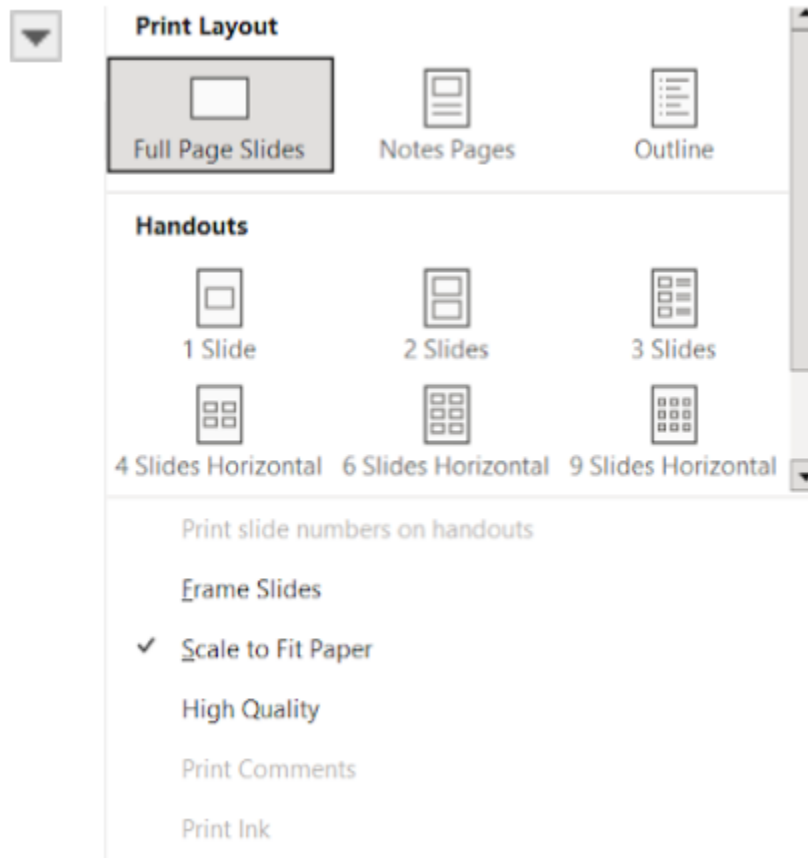 Print Layout
Full Page Slides Notes Pages Outline
Handouts
1 Slide 2 Slides 3 Slides
4 Slides Horizontal 6 Slides Horizontal 9 Slides Horizontal
Print slide numbers on handouts
Frame Slides
Scale to Fit Paper
High Quality
Print Comments
Print Ink